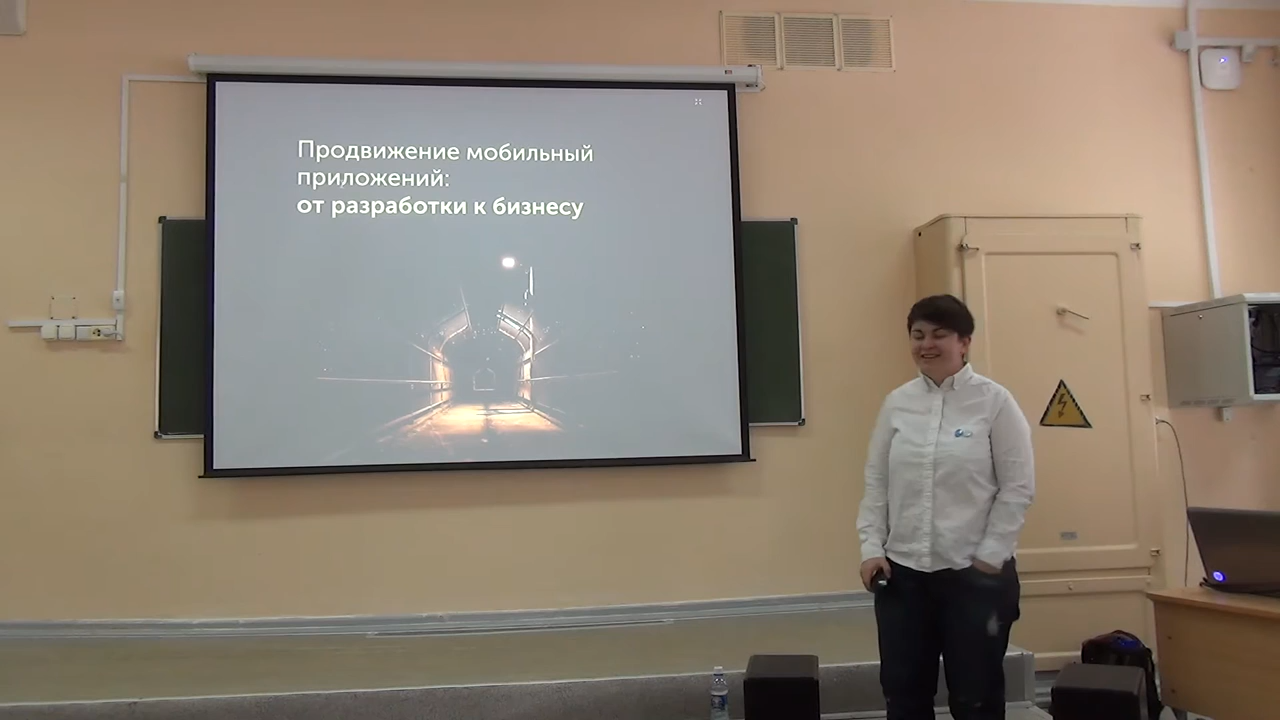 Продвижение мобильный
приложений:
от разработки к бизнесу